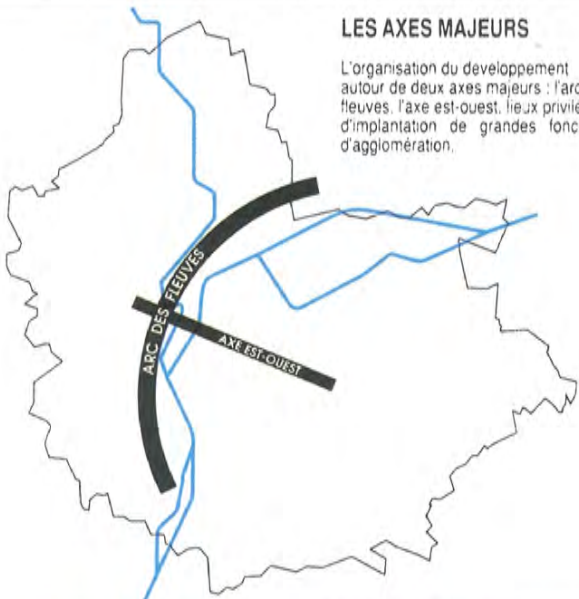 LES AXES MAJEURS
L'organisation du developpement
autour de deux axes majeurs : l'arc
fleuves, l'axe est-ouest, lieux privilé
d'implantation de grandes fonc
d'agglomération.
ARC DES FLEUVES
AXE EST-OUEST